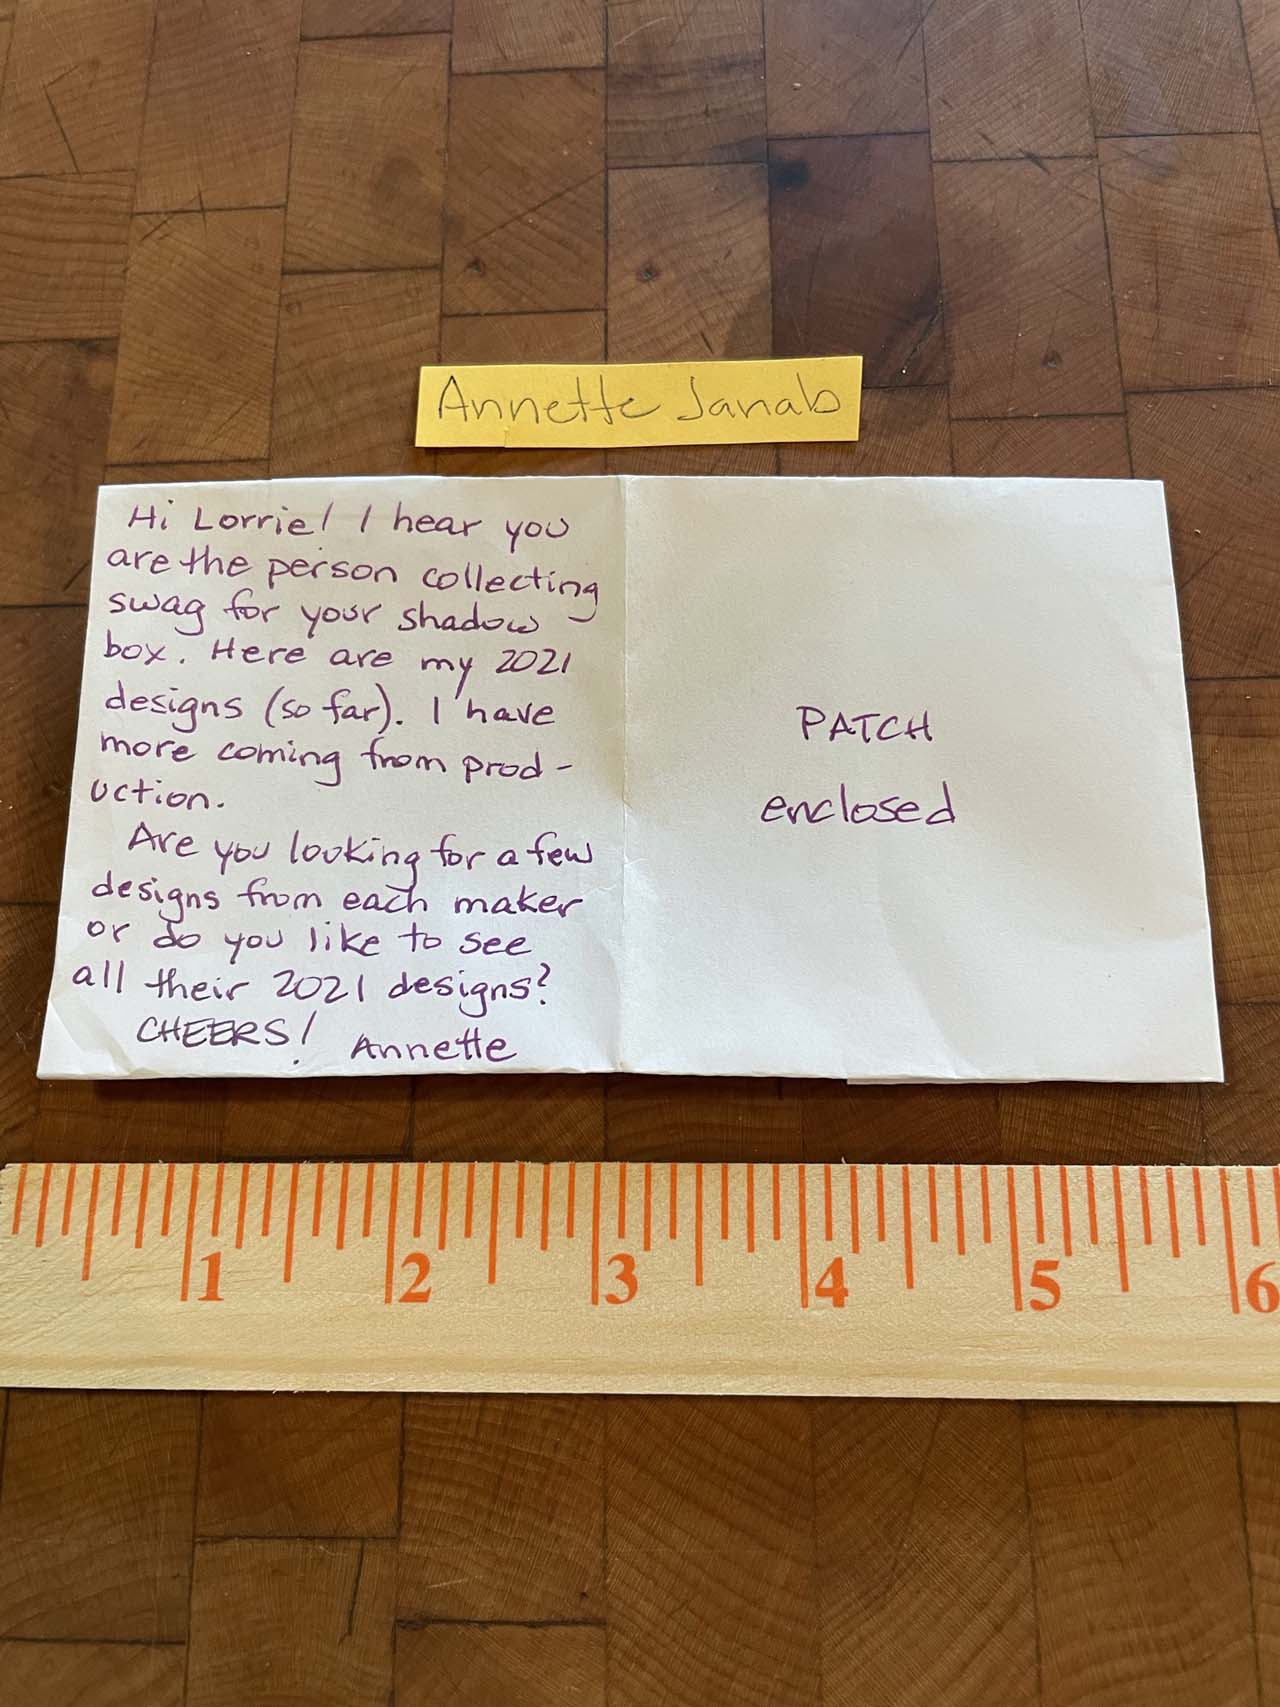 Annette Janab
Hi Lorrie! I hear you
are the person collecting
swag for your shadow
box. Here are my 2021
designs (so far). I have
more coming from prod-
uction.
Are you looking for a few
designs from each maker
or do you like to see
all their 2021 designs?
CHEERS! Annette
PATCH
enclosed
1 2 3 4 5 6